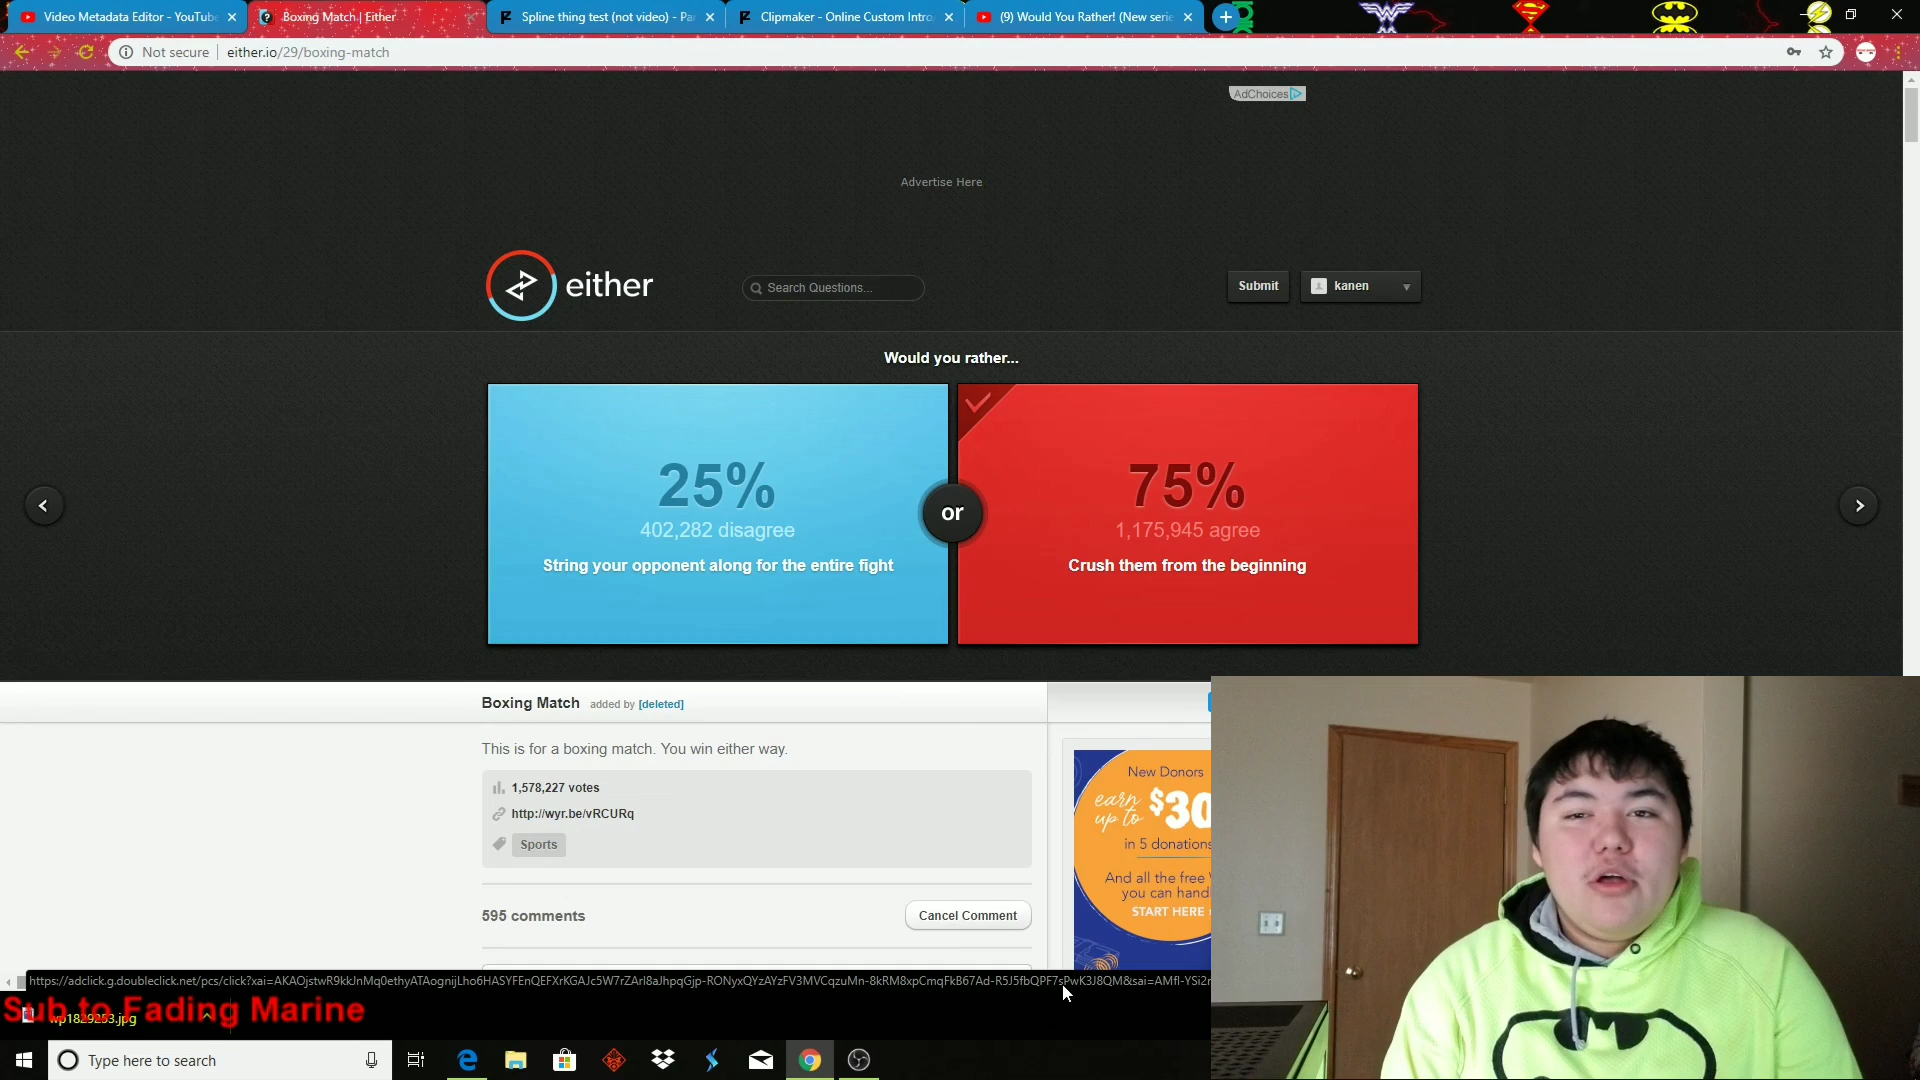 Video Metadata Editor - YouTube
Boxing Match | Either
Spline thing test (not video) - Pa
Clipmaker - Online Custom Intro
(9) Would You Rather! (New serie
Not secure
either.io/29/boxing-match
AdChoices
Advertise Here
either
Search Questions...
Submit
kanen
Would you rather...
25%
402,282 disagree
String your opponent along for the entire fight
or
75%
1,175,945 agree
Crush them from the beginning
Boxing Match added by [deleted]
This is for a boxing match. You win either way.
1,578,227 votes
http://wyr.be/vRCURq
Sports
595 comments
Cancel Comment
New Donors
earn up to $30
in 5 donations
And all the free
you can hand
START HERE
Sub to Fading Marine
Type here to search